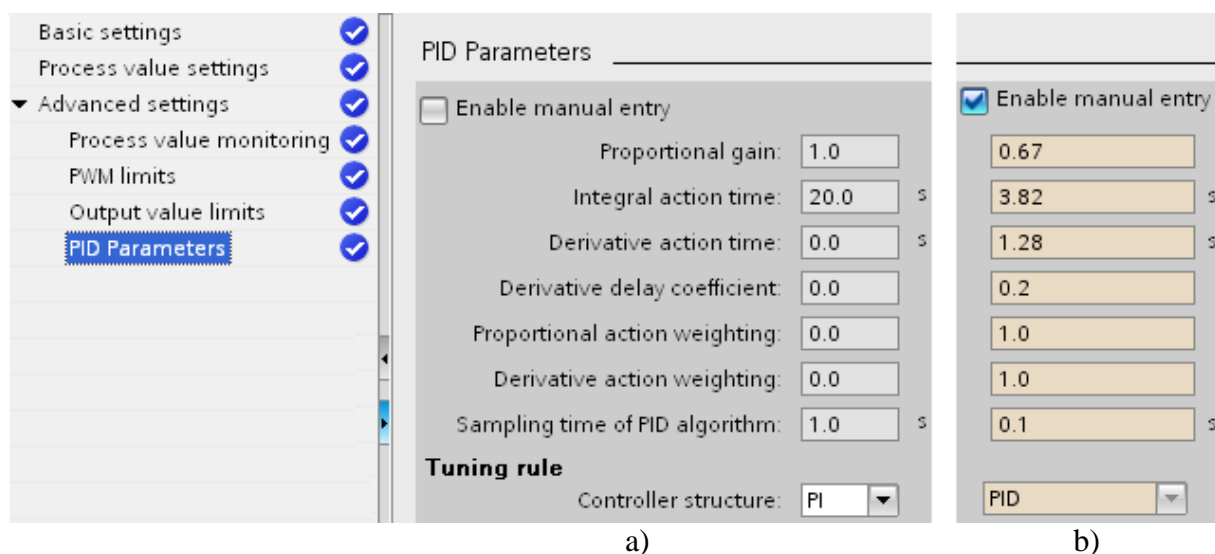 Basic settings
Process value settings
Advanced settings
Process value monitoring
PWM limits
Output value limits
PID Parameters
PID Parameters
Enable manual entry
Proportional gain: 1.0
Integral action time: 20.0 s
Derivative action time: 0.0 s
Derivative delay coefficient: 0.0
Proportional action weighting: 0.0
Derivative action weighting: 0.0
Sampling time of PID algorithm: 1.0 s
Tuning rule
Controller structure: PI
a)
Enable manual entry
0.67
3.82 s
1.28 s
0.2
1.0
1.0
0.1 s
PID
b)